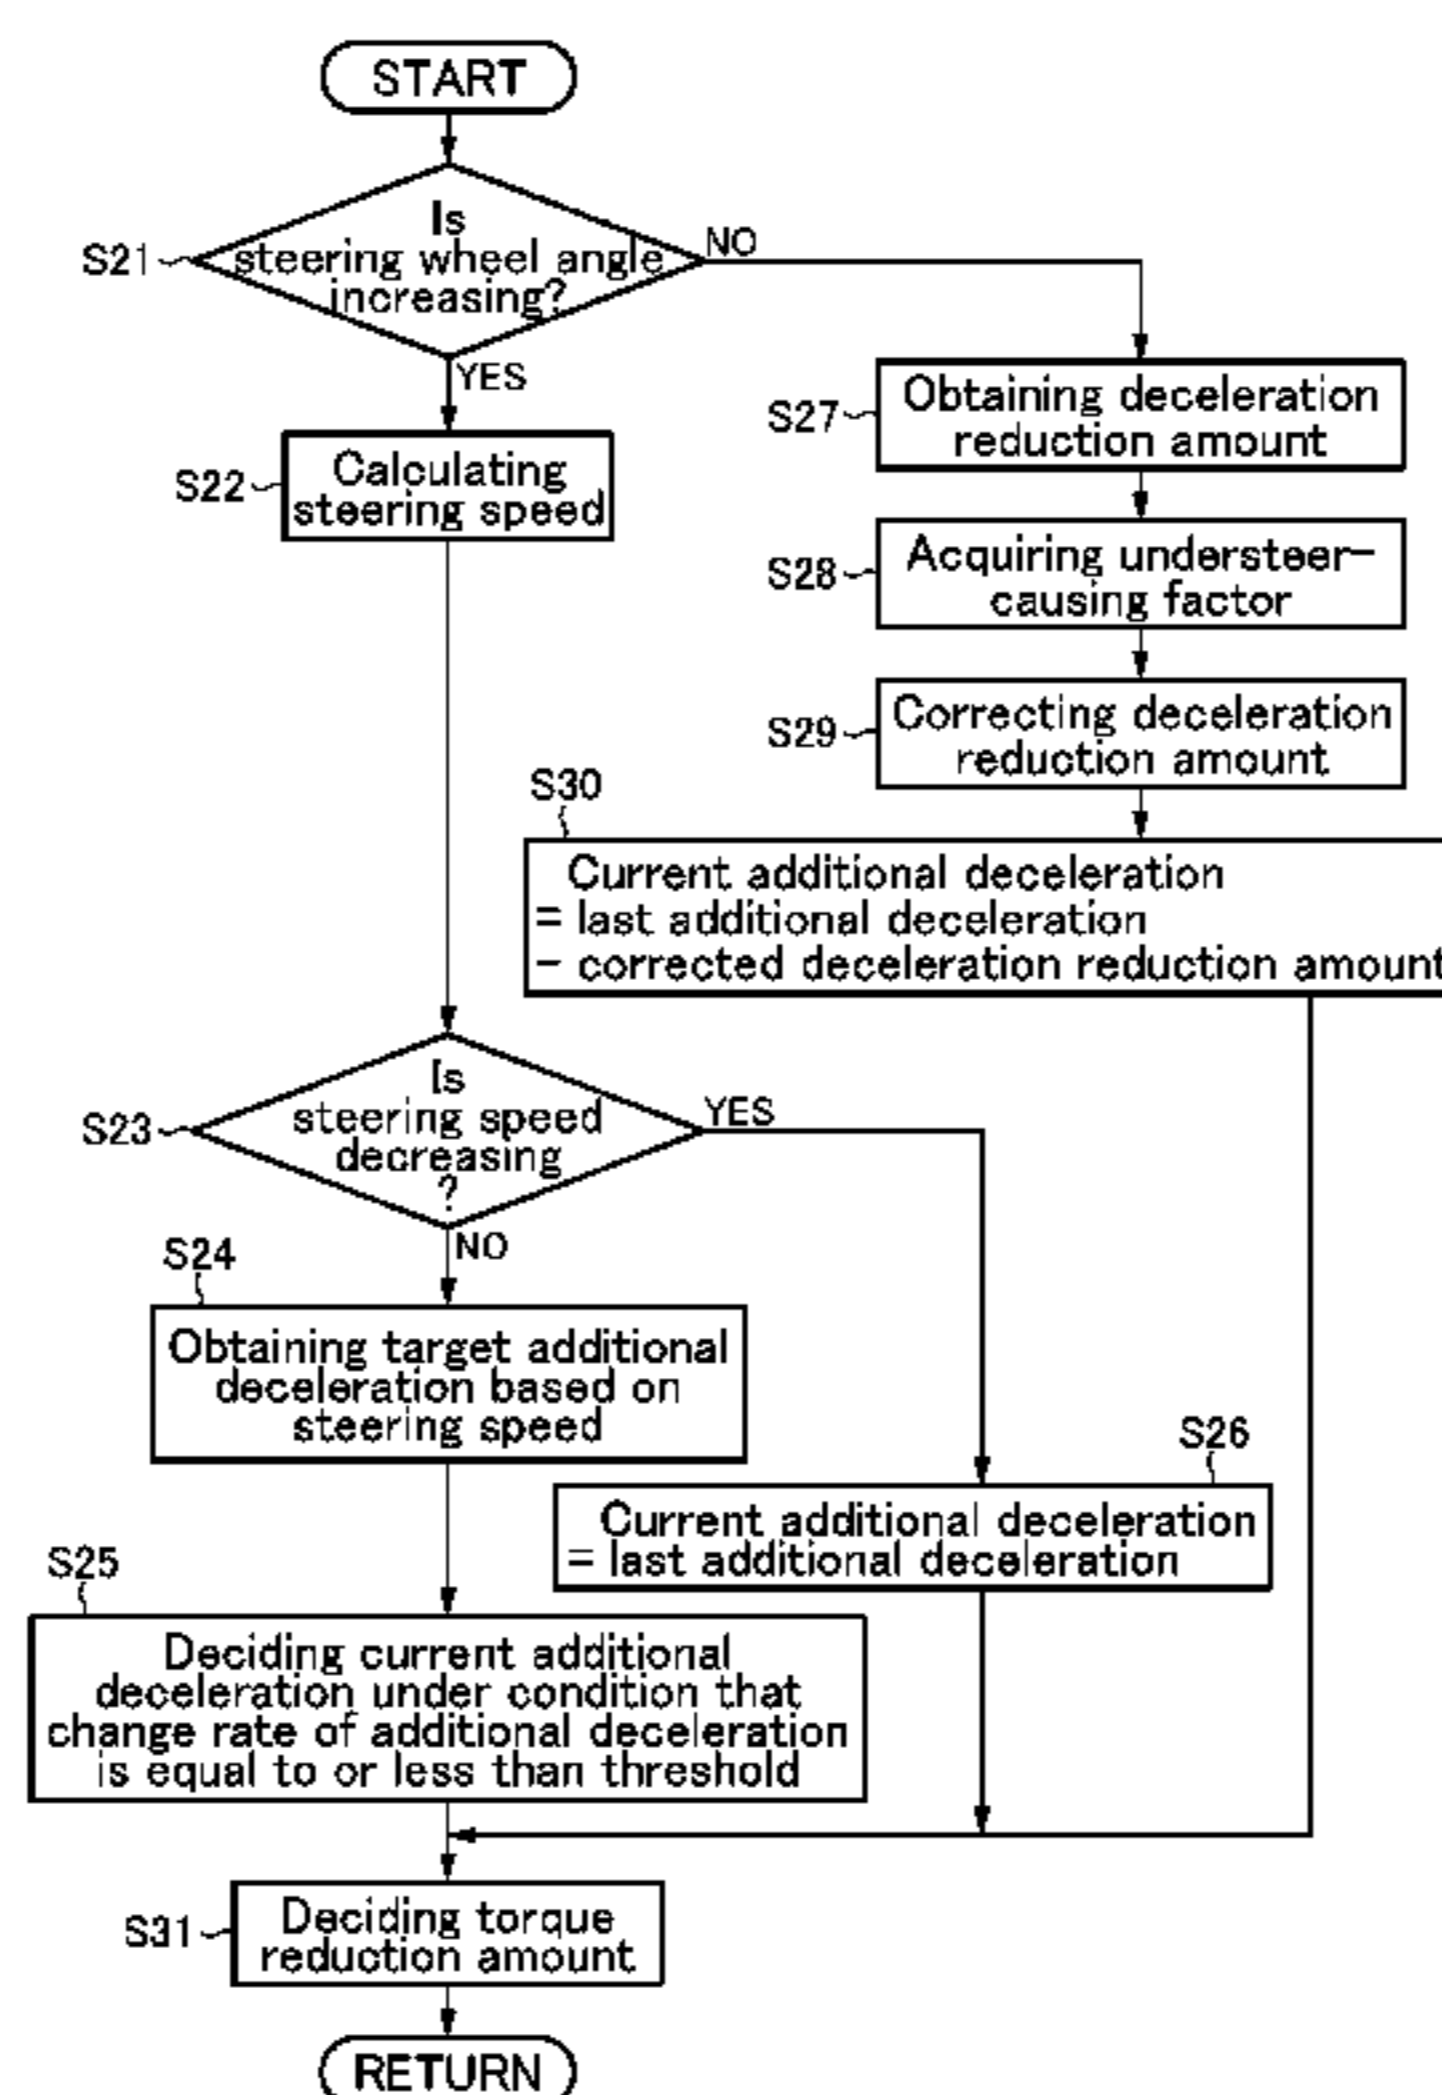 START
S21
Is
steering wheel angle
increasing?
NO
YES
S22
Calculating
steering speed
S27
Obtaining deceleration
reduction amount
S28
Acquiring understeer-
causing factor
S29
Correcting deceleration
reduction amount
S30
Current additional deceleration
= last additional deceleration
- corrected deceleration reduction amount
S23
Is
steering speed
decreasing
?
YES
NO
S24
Obtaining target additional
deceleration based on
steering speed
S26
Current additional deceleration
= last additional deceleration
S25
Deciding current additional
deceleration under condition that
change rate of additional deceleration
is equal to or less than threshold
S31
Deciding torque
reduction amount
RETURN